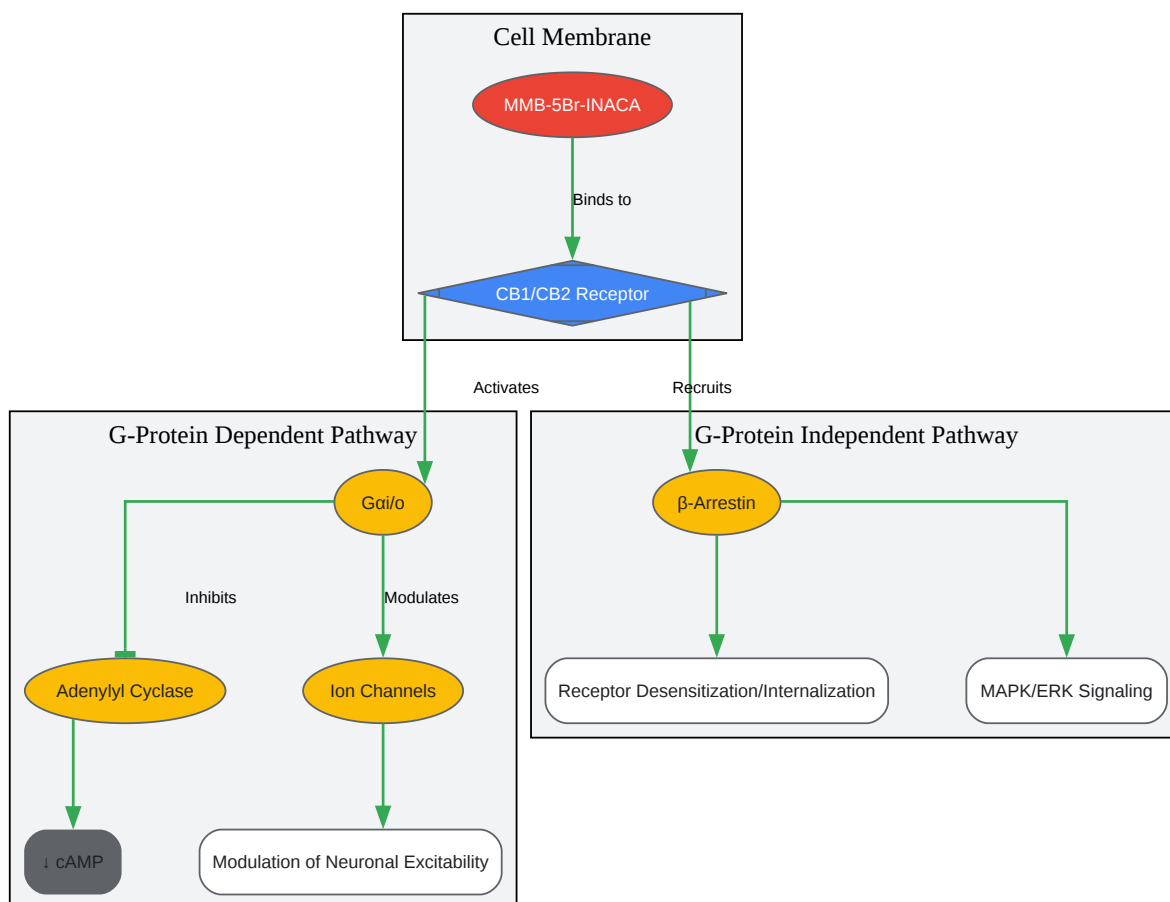 Cell Membrane
MMB-5Br-INACA
Binds to
CB1/CB2 Receptor
Activates
Recruits
G-Protein Dependent Pathway
G-Protein Independent Pathway
Gαi/o
β-Arrestin
Inhibits
Modulates
Adenylyl Cyclase
Ion Channels
Receptor Desensitization/Internalization
MAPK/ERK Signaling
↓ cAMP
Modulation of Neuronal Excitability